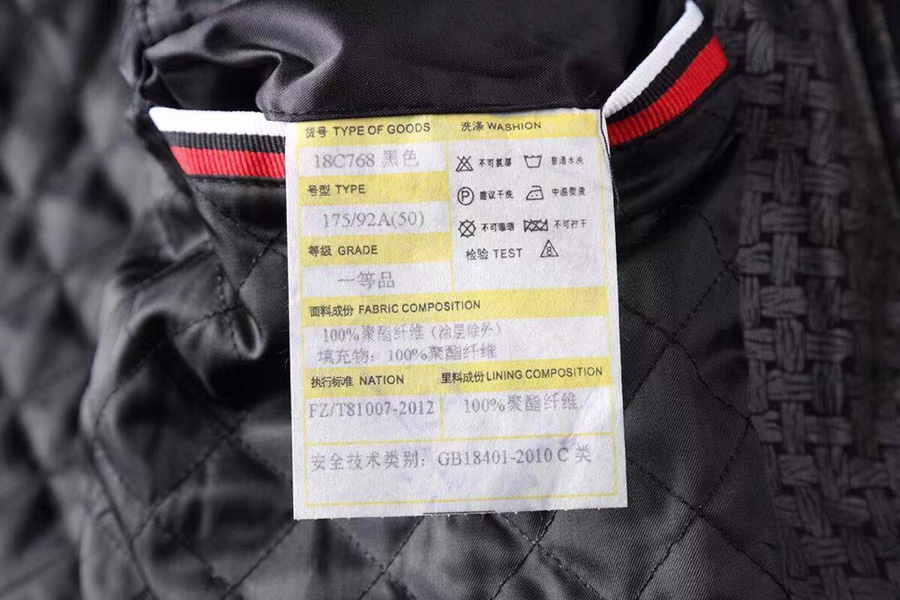 货号 TYPE OF GOODS
18C768 黑色
号型 TYPE
175/92A(50)
等级 GRADE
一等品
洗涤 WASHION
不可氯漂
普通水洗
P
建议干洗
中温熨烫
不可曝晒
不可拧干
检验 TEST 8
面料成份 FABRIC COMPOSITION
100%聚酯纤维(涂层除外)
填充物: 100%聚酯纤维
执行标准 NATION
FZ/T81007-2012
里料成份 LINING COMPOSITION
100%聚酯纤维
安全技术类别: GB18401-2010 C 类